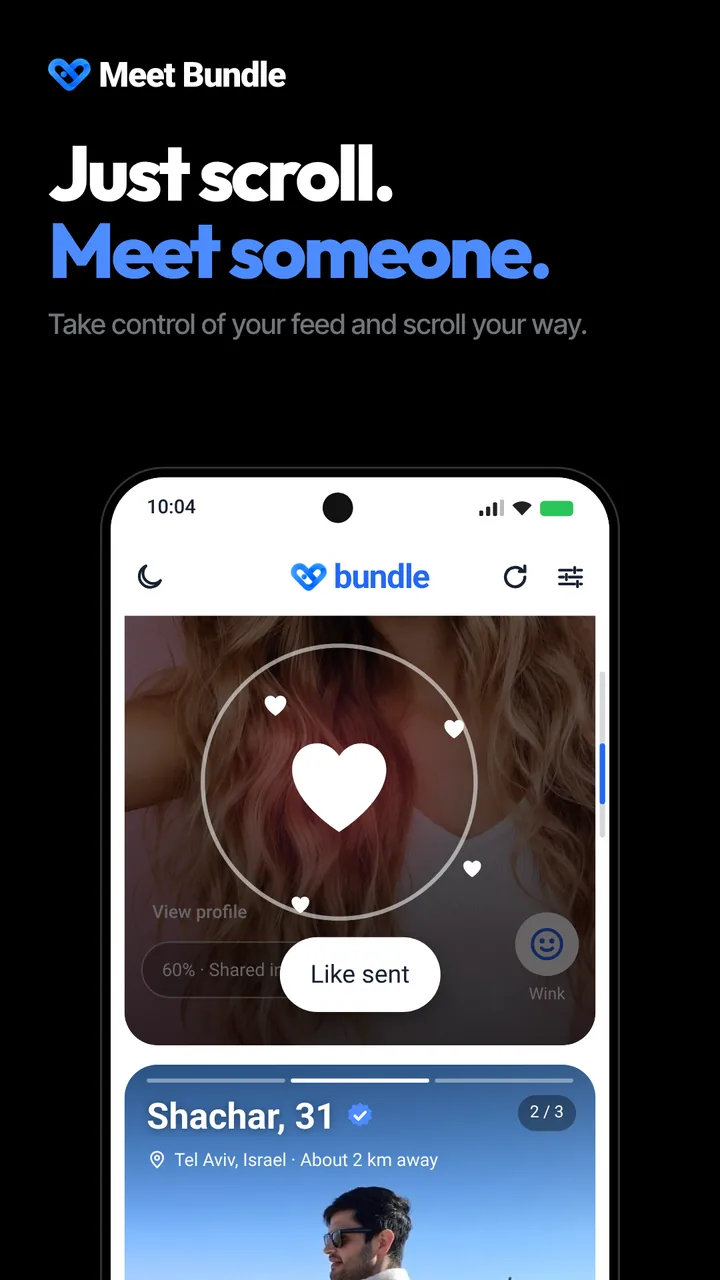 Meet Bundle
Just scroll.
Meet someone.
Take control of your feed and scroll your way.
10:04
bundle
View profile
60% · Shared
Like sent
Wink
Shachar, 31
2 / 3
Tel Aviv, Israel · About 2 km away